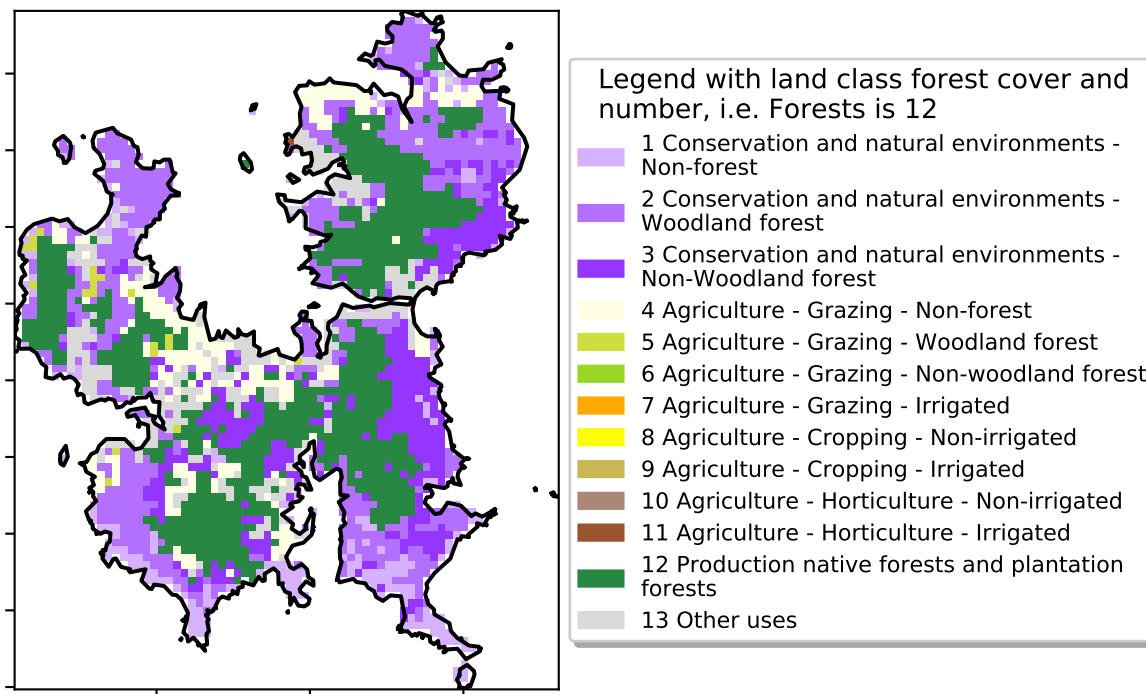 Legend with land class forest cover and
number, i.e. Forests is 12
1 Conservation and natural environments -
Non-forest
2 Conservation and natural environments -
Woodland forest
3 Conservation and natural environments -
Non-Woodland forest
4 Agriculture - Grazing - Non-forest
5 Agriculture - Grazing - Woodland forest
6 Agriculture - Grazing - Non-woodland forest
7 Agriculture - Grazing - Irrigated
8 Agriculture - Cropping - Non-irrigated
9 Agriculture - Cropping - Irrigated
10 Agriculture - Horticulture - Non-irrigated
11 Agriculture - Horticulture - Irrigated
12 Production native forests and plantation
forests
13 Other uses